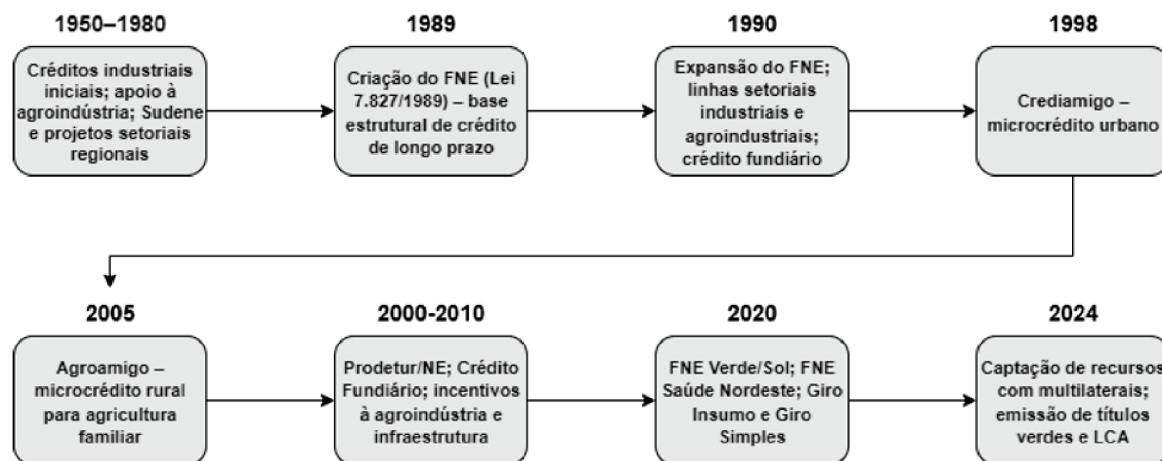 1950–1980
Créditos industriais
iniciais; apoio à
agroindústria; Sudene
e projetos setoriais
regionais
1989
Criação do FNE (Lei
7.827/1989) – base
estrutural de crédito
de longo prazo
1990
Expansão do FNE;
linhas setoriais
industriais e
agroindustriais;
crédito fundiário
1998
Crediamigo –
microcrédito urbano
2005
Agroamigo –
microcrédito rural
para agricultura
familiar
2000-2010
Prodetur/NE; Crédito
Fundiário; incentivos
à agroindústria e
infraestrutura
2020
FNE Verde/Sol; FNE
Saúde Nordeste; Giro
Insumo e Giro
Simples
2024
Captação de recursos
com multilaterais;
emissão de títulos
verdes e LCA